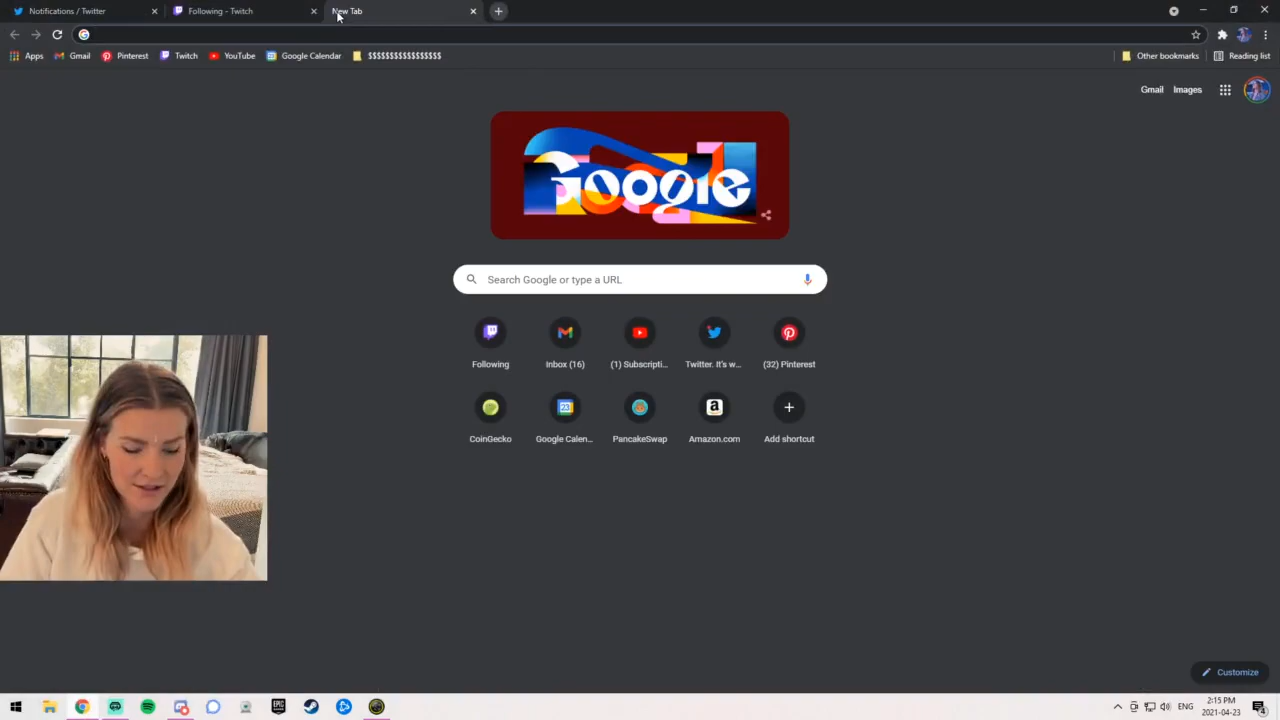 Notifications / Twitter
Following - Twitch
New Tab
Apps
Gmail
Pinterest
Twitch
YouTube
Google Calendar
$$$$$$$$$$$$$$$$$
Other bookmarks
Reading list
Gmail
Images
Google
Search Google or type a URL
Following
Inbox (16)
(1) Subscripti...
Twitter. It's w...
(32) Pinterest
CoinGecko
Google Calen...
PancakeSwap
Amazon.com
Add shortcut
Customize
ENG
2:15 PM
2021-04-23